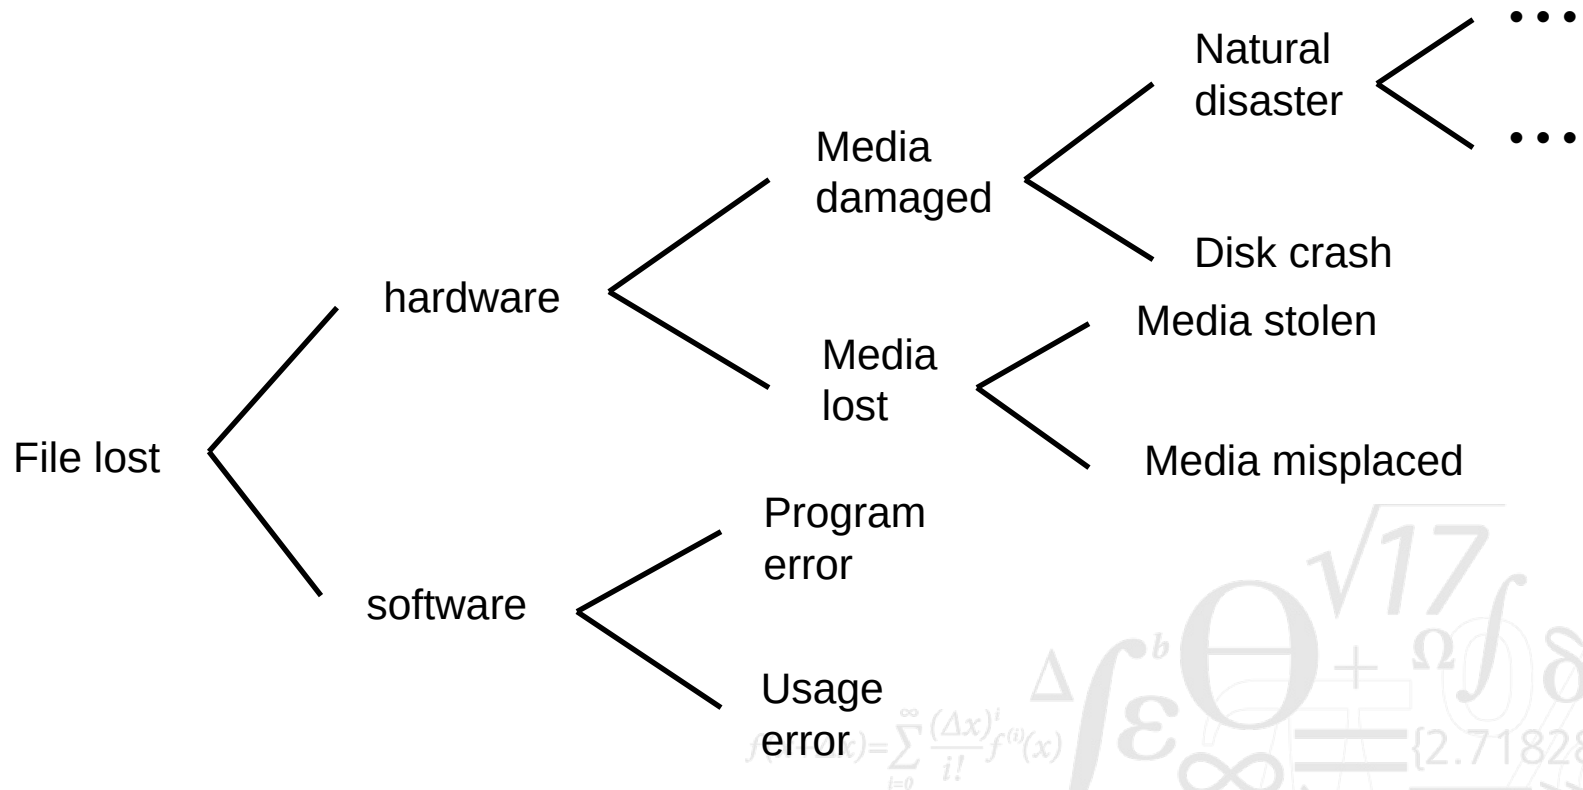 • • •
Natural
disaster
• • •
Media
damaged
Disk crash
hardware
Media stolen
Media
lost
File lost
Media misplaced
Program
error
software
Usage
error
√17
Δ ∫ b ε Θ + Ω ∫ δ
∞ = {2.71828